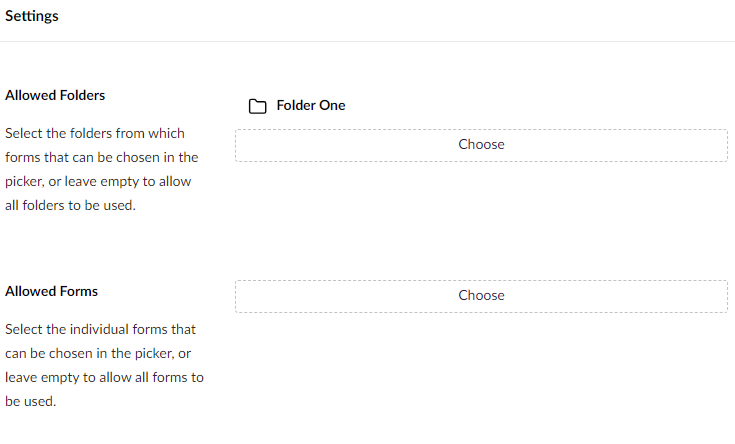 Settings
Allowed Folders
Folder One
Select the folders from which
forms that can be chosen in the
picker, or leave empty to allow
all folders to be used.
Choose
Allowed Forms
Select the individual forms that
can be chosen in the picker, or
leave empty to allow all forms to
be used.
Choose